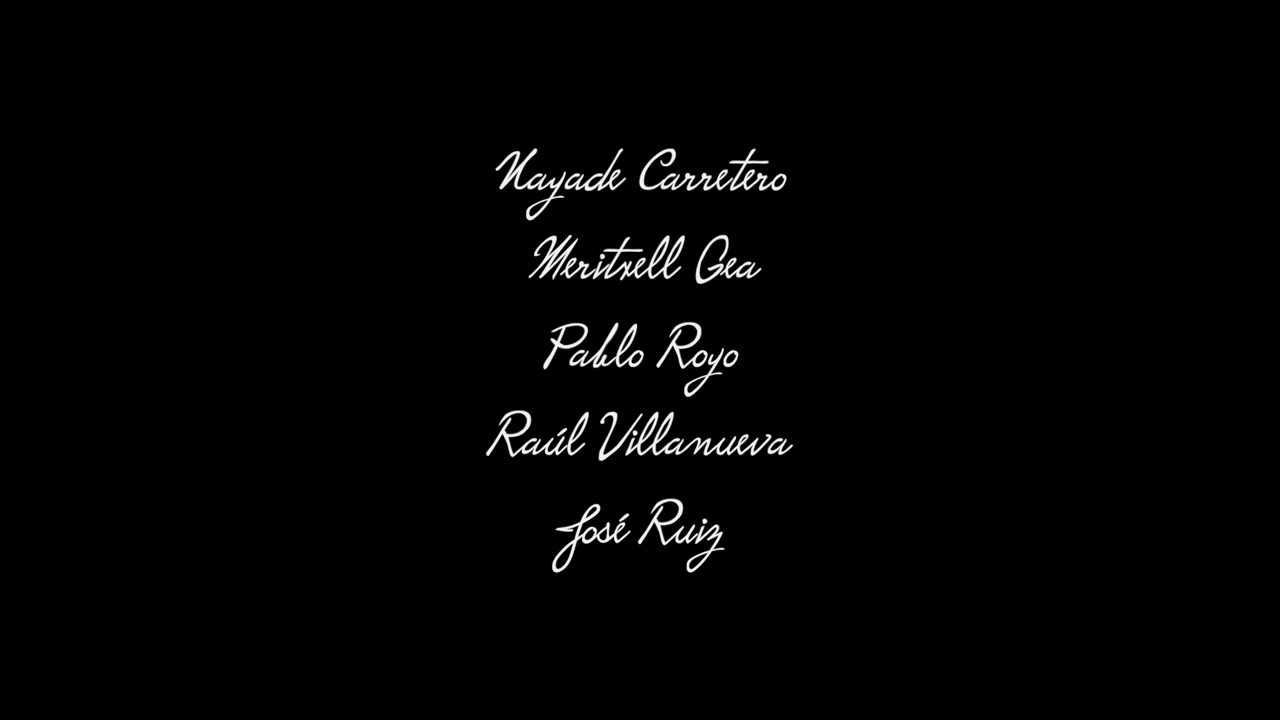 Nayade Carretero
Meritxell Gea
Pablo Royo
Raúl Villanueva
José Ruiz